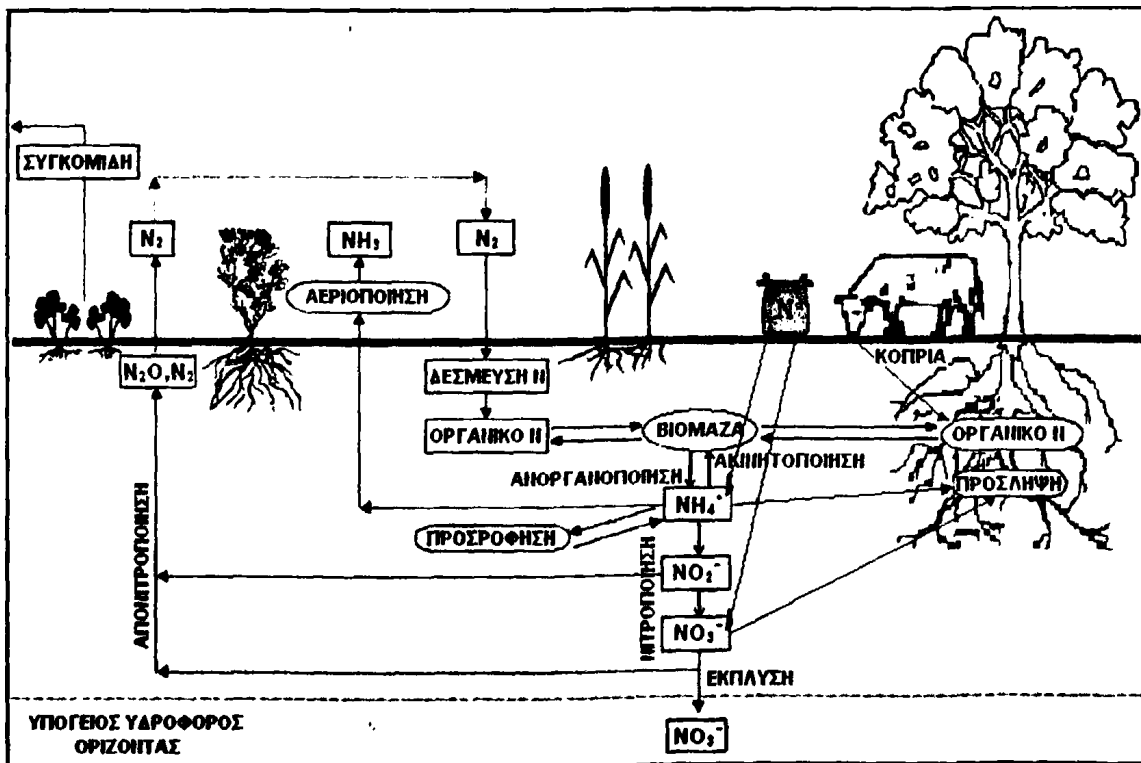 ΣΥΓΚΟΜΙΔΗ
N₂
NH₃
N₂
ΑΕΡΙΟΠΟΙΗΣΗ
N
ΚΟΠΡΙΑ
N₂O,N₂
ΔΕΣΜΕΥΣΗ N
ΟΡΓΑΝΙΚΟ N
ΒΙΟΜΑΖΑ
ΟΡΓΑΝΙΚΟ N
ΑΝΟΡΓΑΝΟΠΟΙΗΣΗ
ΑΚΙΝΗΤΟΠΟΙΗΣΗ
ΠΡΟΣΛΗΨΗ
NH₄⁺
ΠΡΟΣΡΟΦΗΣΗ
ΑΠΟΝΙΤΡΟΠΟΙΗΣΗ
ΝΙΤΡΟΠΟΙΗΣΗ
NO₂⁻
NO₃⁻
ΕΚΠΛΥΣΗ
ΥΠΟΓΕΙΟΣ ΥΔΡΟΦΟΡΟΣ
ΟΡΙΖΟΝΤΑΣ
NO₃⁻